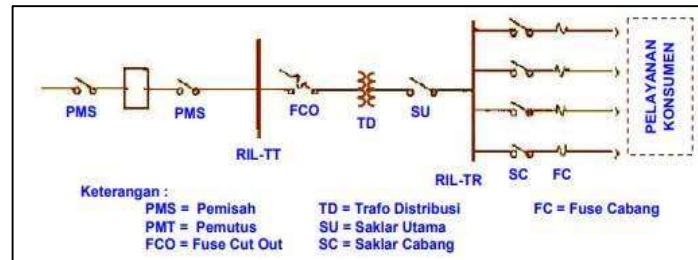 PMS
PMS
RIL-TT
FCO
TD
SU
RIL-TR
SC
FC
PELAYANAN
KONSUMEN
Keterangan :
PMS = Pemisah
PMT = Pemutus
FCO = Fuse Cut Out
TD = Trafo Distribusi
SU = Saklar Utama
SC = Saklar Cabang
FC = Fuse Cabang